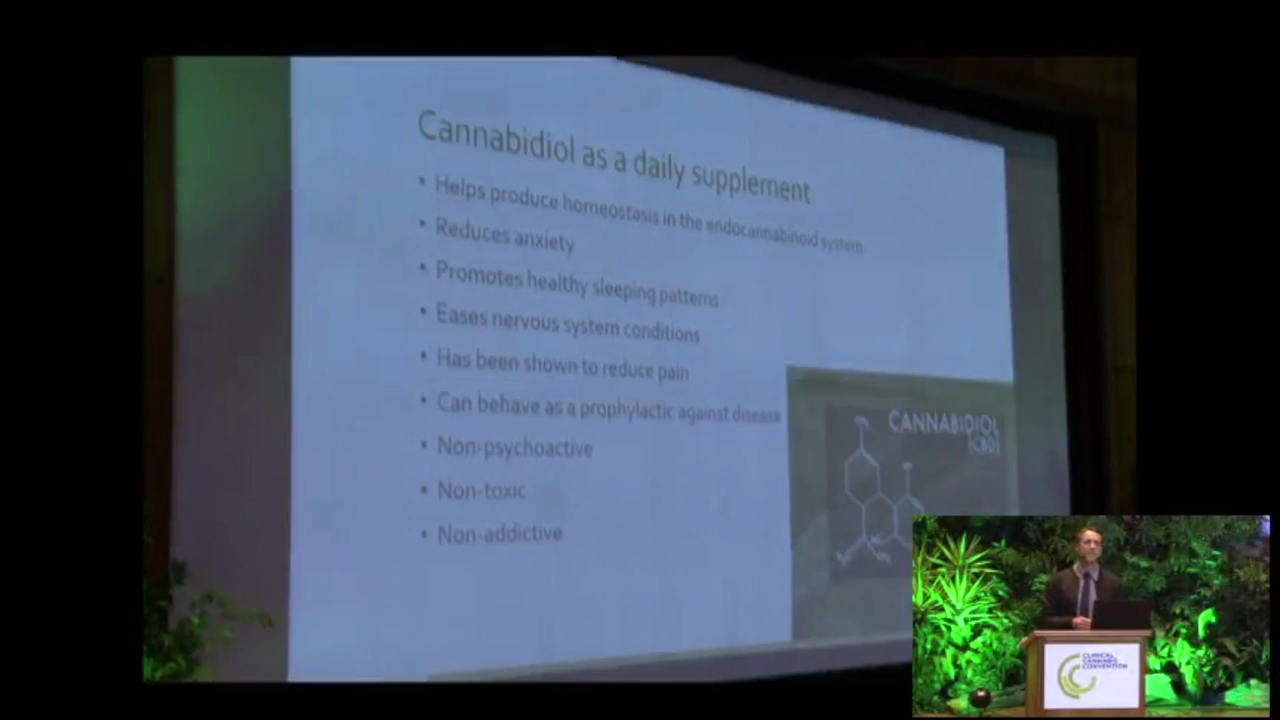 Cannabidiol as a daily supplement
• Helps produce homeostasis in the endocannabinoid system
• Reduces anxiety
• Promotes healthy sleeping patterns
• Eases nervous system conditions
• Has been shown to reduce pain
• Can behave as a prophylactic against disease
• Non-psychoactive
• Non-toxic
• Non-addictive
CANNABIDIOL
[CBD]
CLINICAL
CANNABIS
CONVENTION